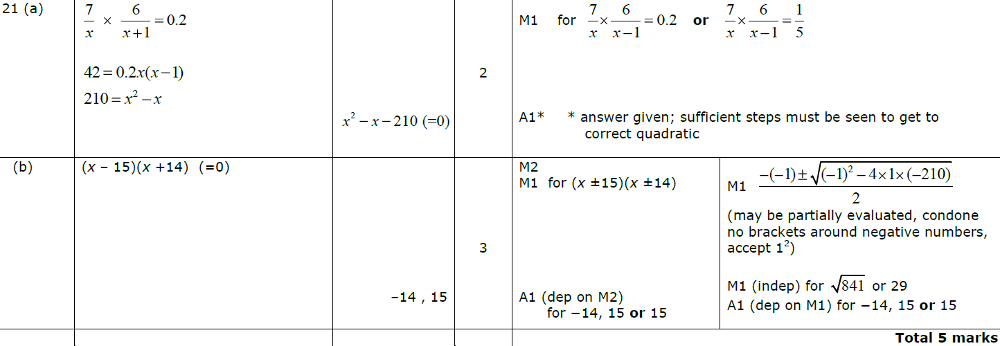 21 (a)
7/x × 6/(x+1) = 0.2
42 = 0.2x(x−1)
210 = x² − x
x² − x − 210 (=0)
2
M1 for 7/x × 6/(x−1) = 0.2 or 7/x × 6/(x−1) = 1/5
A1* * answer given; sufficient steps must be seen to get to
correct quadratic
(b)
(x – 15)(x +14) (=0)
–14 , 15
3
M2
M1 for (x ±15)(x ±14)
A1 (dep on M2)
for −14, 15 or 15
M1 (−(−1)±√((−1)² − 4×1×(−210)))/2
(may be partially evaluated, condone
no brackets around negative numbers,
accept 1²)
M1 (indep) for √841 or 29
A1 (dep on M1) for −14, 15 or 15
Total 5 marks